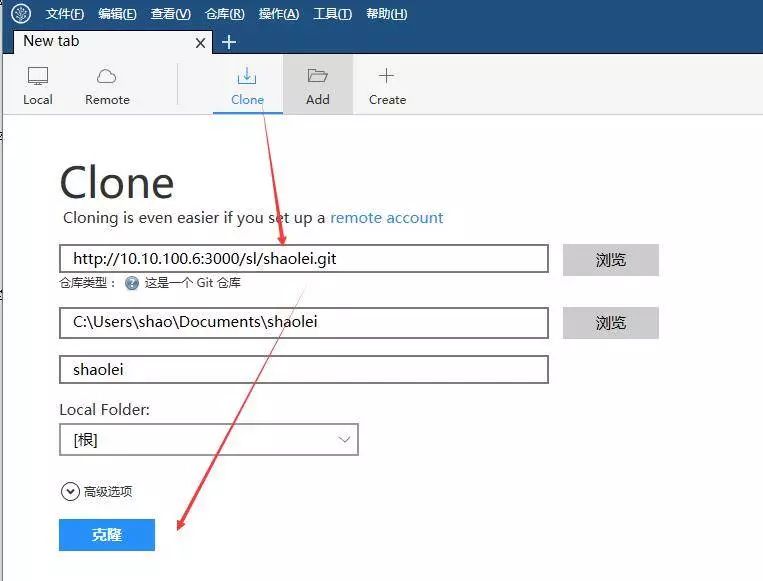 文件(F) 编辑(E) 查看(V) 仓库(R) 操作(A) 工具(T) 帮助(H)
New tab
Local Remote Clone Add Create
Clone
Cloning is even easier if you set up a remote account
http://10.10.100.6:3000/sl/shaolei.git 浏览
仓库类型： 这是一个 Git 仓库
C:\Users\shao\Documents\shaolei 浏览
shaolei
Local Folder:
[根]
高级选项
克隆